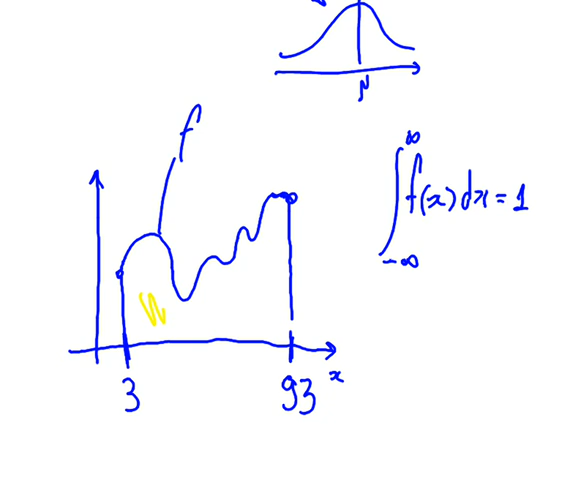 μ
f
∫_{-∞}^{∞} f(x) dx = 1
3
93
x